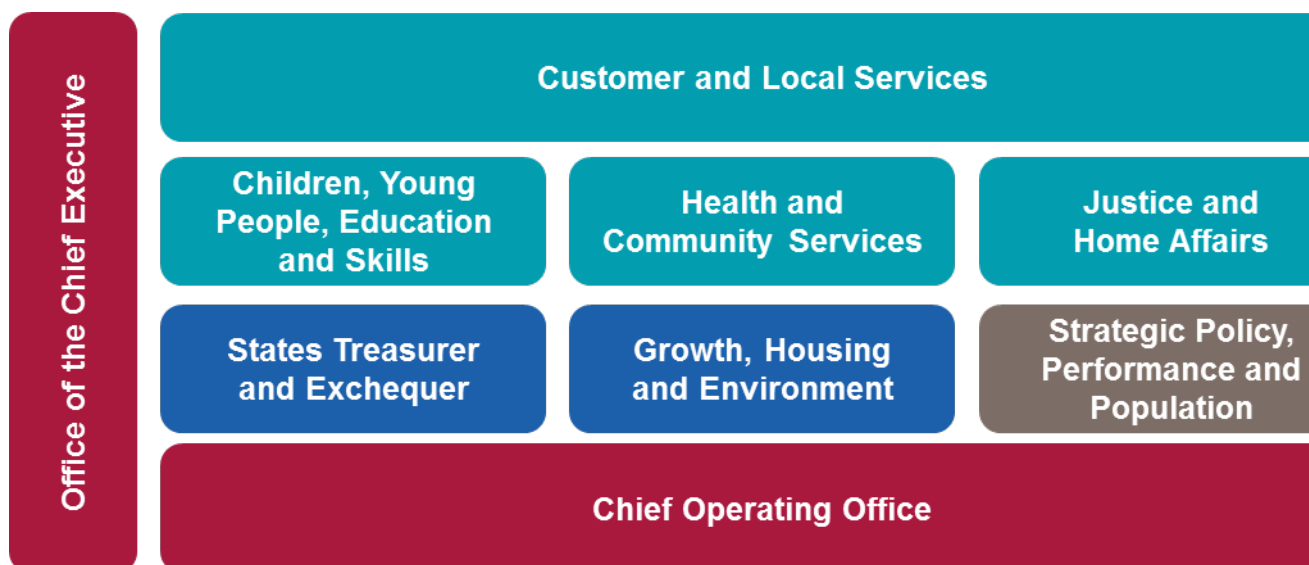 Office of the Chief Executive
Customer and Local Services
Children, Young
People, Education
and Skills
Health and
Community Services
Justice and
Home Affairs
States Treasurer
and Exchequer
Growth, Housing
and Environment
Strategic Policy,
Performance and
Population
Chief Operating Office